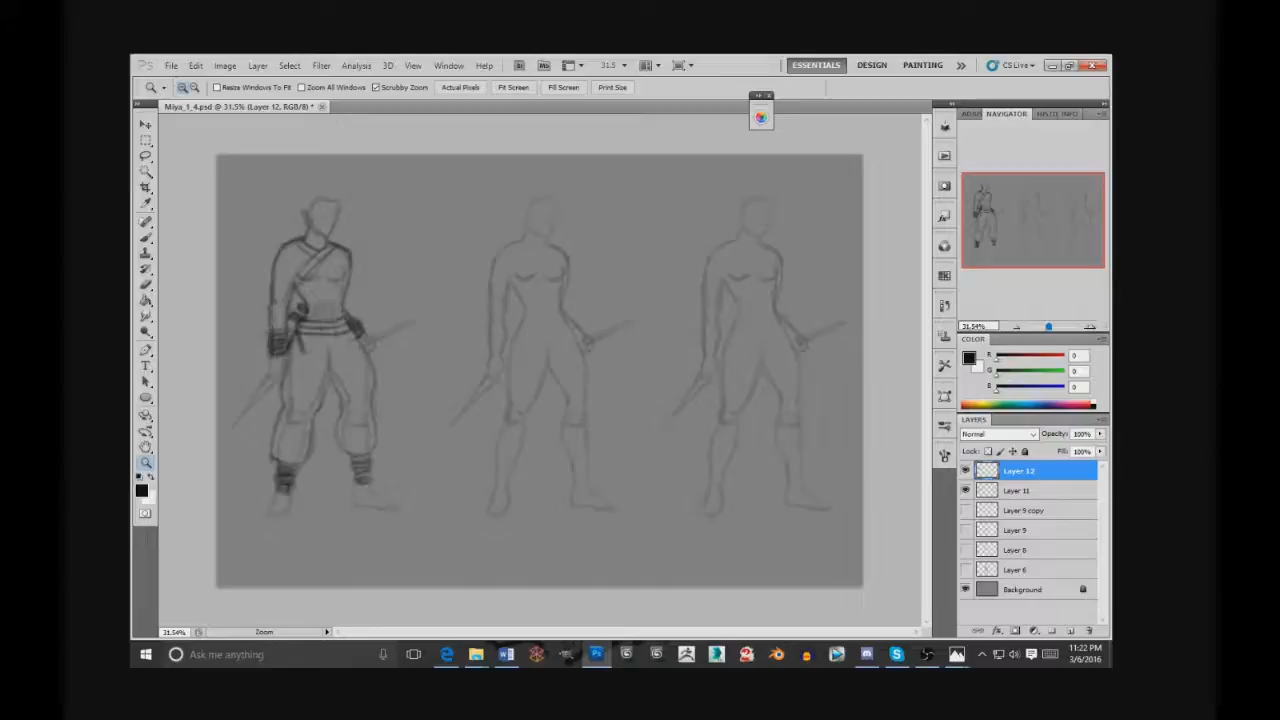 PS File Edit Image Layer Select Filter Analysis 3D View Window Help Br Mb 31.5 ESSENTIALS DESIGN PAINTING CS Live
Resize Windows To Fit Zoom All Windows Scrubby Zoom Actual Pixels Fit Screen Fill Screen Print Size
Miya_1_4.psd @ 31.5% (Layer 12, RGB/8) *
NAVIGATOR INFO
31.54%
COLOR
R 0
G 0
B 0
LAYERS
Normal Opacity: 100%
Lock: Fill: 100%
Layer 12
Layer 11
Layer 9 copy
Layer 9
Layer 8
Layer 6
Background
31.54% Zoom
Ask me anything
11:22 PM
3/6/2016